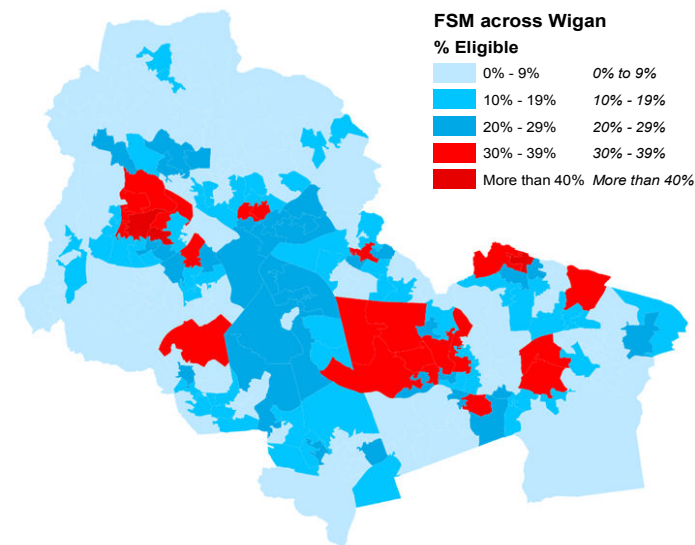 FSM across Wigan
% Eligible
0% - 9% 0% to 9%
10% - 19% 10% - 19%
20% - 29% 20% - 29%
30% - 39% 30% - 39%
More than 40% More than 40%